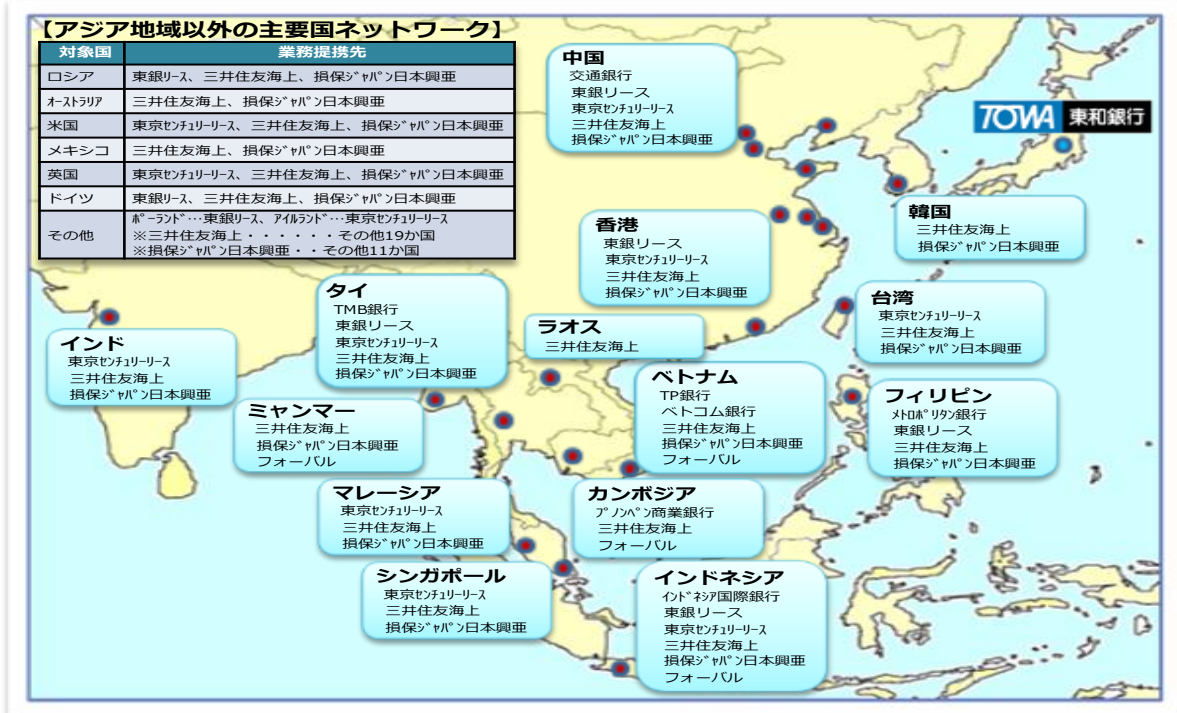 【アジア地域以外の主要国ネットワーク】
対象国 業務提携先
ロシア 東銀ﾘｰｽ、三井住友海上、損保ｼﾞｬﾊﾟﾝ日本興亜
ｵｰｽﾄﾗﾘｱ 三井住友海上、損保ｼﾞｬﾊﾟﾝ日本興亜
米国 東京ｾﾝﾁｭﾘｰﾘｰｽ、三井住友海上、損保ｼﾞｬﾊﾟﾝ日本興亜
メキシコ 三井住友海上、損保ｼﾞｬﾊﾟﾝ日本興亜
英国 東京ｾﾝﾁｭﾘｰﾘｰｽ、三井住友海上、損保ｼﾞｬﾊﾟﾝ日本興亜
ドイツ 東銀ﾘｰｽ、三井住友海上、損保ｼﾞｬﾊﾟﾝ日本興亜
その他 ﾎﾟｰﾗﾝﾄﾞ…東銀ﾘｰｽ、ｱｲﾙﾗﾝﾄﾞ…東京ｾﾝﾁｭﾘｰﾘｰｽ
※三井住友海上・・・・・・その他19か国
※損保ｼﾞｬﾊﾟﾝ日本興亜・・その他11か国
中国
交通銀行
東銀リース
東京ｾﾝﾁｭﾘｰﾘｰｽ
三井住友海上
損保ｼﾞｬﾊﾟﾝ日本興亜
TOWA 東和銀行
韓国
三井住友海上
損保ｼﾞｬﾊﾟﾝ日本興亜
香港
東銀リース
東京ｾﾝﾁｭﾘｰﾘｰｽ
三井住友海上
損保ｼﾞｬﾊﾟﾝ日本興亜
台湾
東京ｾﾝﾁｭﾘｰﾘｰｽ
三井住友海上
損保ｼﾞｬﾊﾟﾝ日本興亜
タイ
TMB銀行
東銀リース
東京ｾﾝﾁｭﾘｰﾘｰｽ
三井住友海上
損保ｼﾞｬﾊﾟﾝ日本興亜
ラオス
三井住友海上
インド
東京ｾﾝﾁｭﾘｰﾘｰｽ
三井住友海上
損保ｼﾞｬﾊﾟﾝ日本興亜
ミャンマー
三井住友海上
損保ｼﾞｬﾊﾟﾝ日本興亜
フォーバル
ベトナム
TP銀行
ベトコム銀行
三井住友海上
損保ｼﾞｬﾊﾟﾝ日本興亜
フォーバル
フィリピン
ﾒﾄﾛﾎﾟﾘﾀﾝ銀行
東銀リース
三井住友海上
損保ｼﾞｬﾊﾟﾝ日本興亜
マレーシア
東京ｾﾝﾁｭﾘｰﾘｰｽ
三井住友海上
損保ｼﾞｬﾊﾟﾝ日本興亜
カンボジア
ﾌﾟﾉﾝﾍﾟﾝ商業銀行
三井住友海上
フォーバル
シンガポール
東京ｾﾝﾁｭﾘｰﾘｰｽ
三井住友海上
損保ｼﾞｬﾊﾟﾝ日本興亜
インドネシア
ｲﾝﾄﾞﾈｼｱ国際銀行
東銀リース
東京ｾﾝﾁｭﾘｰﾘｰｽ
三井住友海上
損保ｼﾞｬﾊﾟﾝ日本興亜
フォーバル